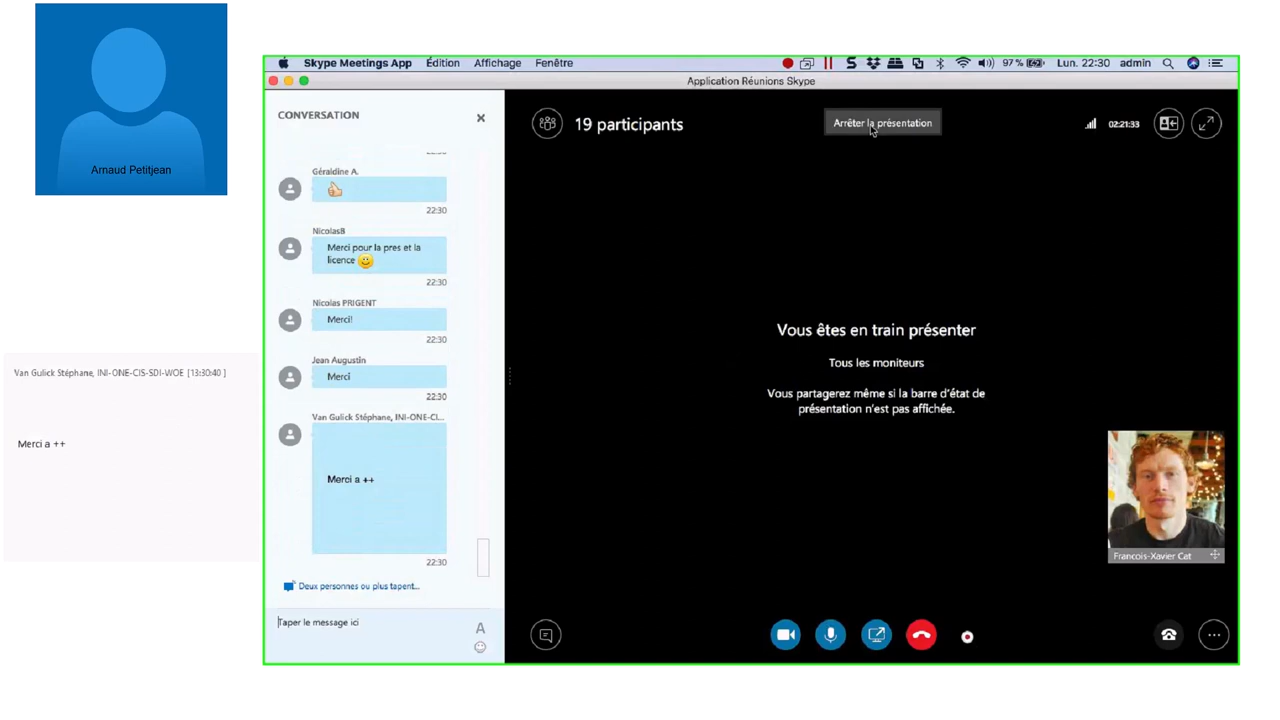 Arnaud Petitjean
Skype Meetings App Édition Affichage Fenêtre 97% Lun. 22:30 admin
Application Réunions Skype
CONVERSATION
19 participants
Arrêter la présentation
02:21:33
Géraldine A.
22:30
NicolasB
Merci pour la pres et la
licence
22:30
Nicolas PRIGENT
Merci!
22:30
Jean Augustin
Merci
22:30
Van Gulick Stéphane, INI-ONE-CI...
Merci a ++
22:30
Deux personnes ou plus tapent...
Taper le message ici
A
Van Gulick Stéphane, INI-ONE-CIS-SDI-WOE [13:30:40 ]
Merci a ++
Vous êtes en train présenter
Tous les moniteurs
Vous partagerez même si la barre d'état de
présentation n'est pas affichée.
Francois-Xavier Cat